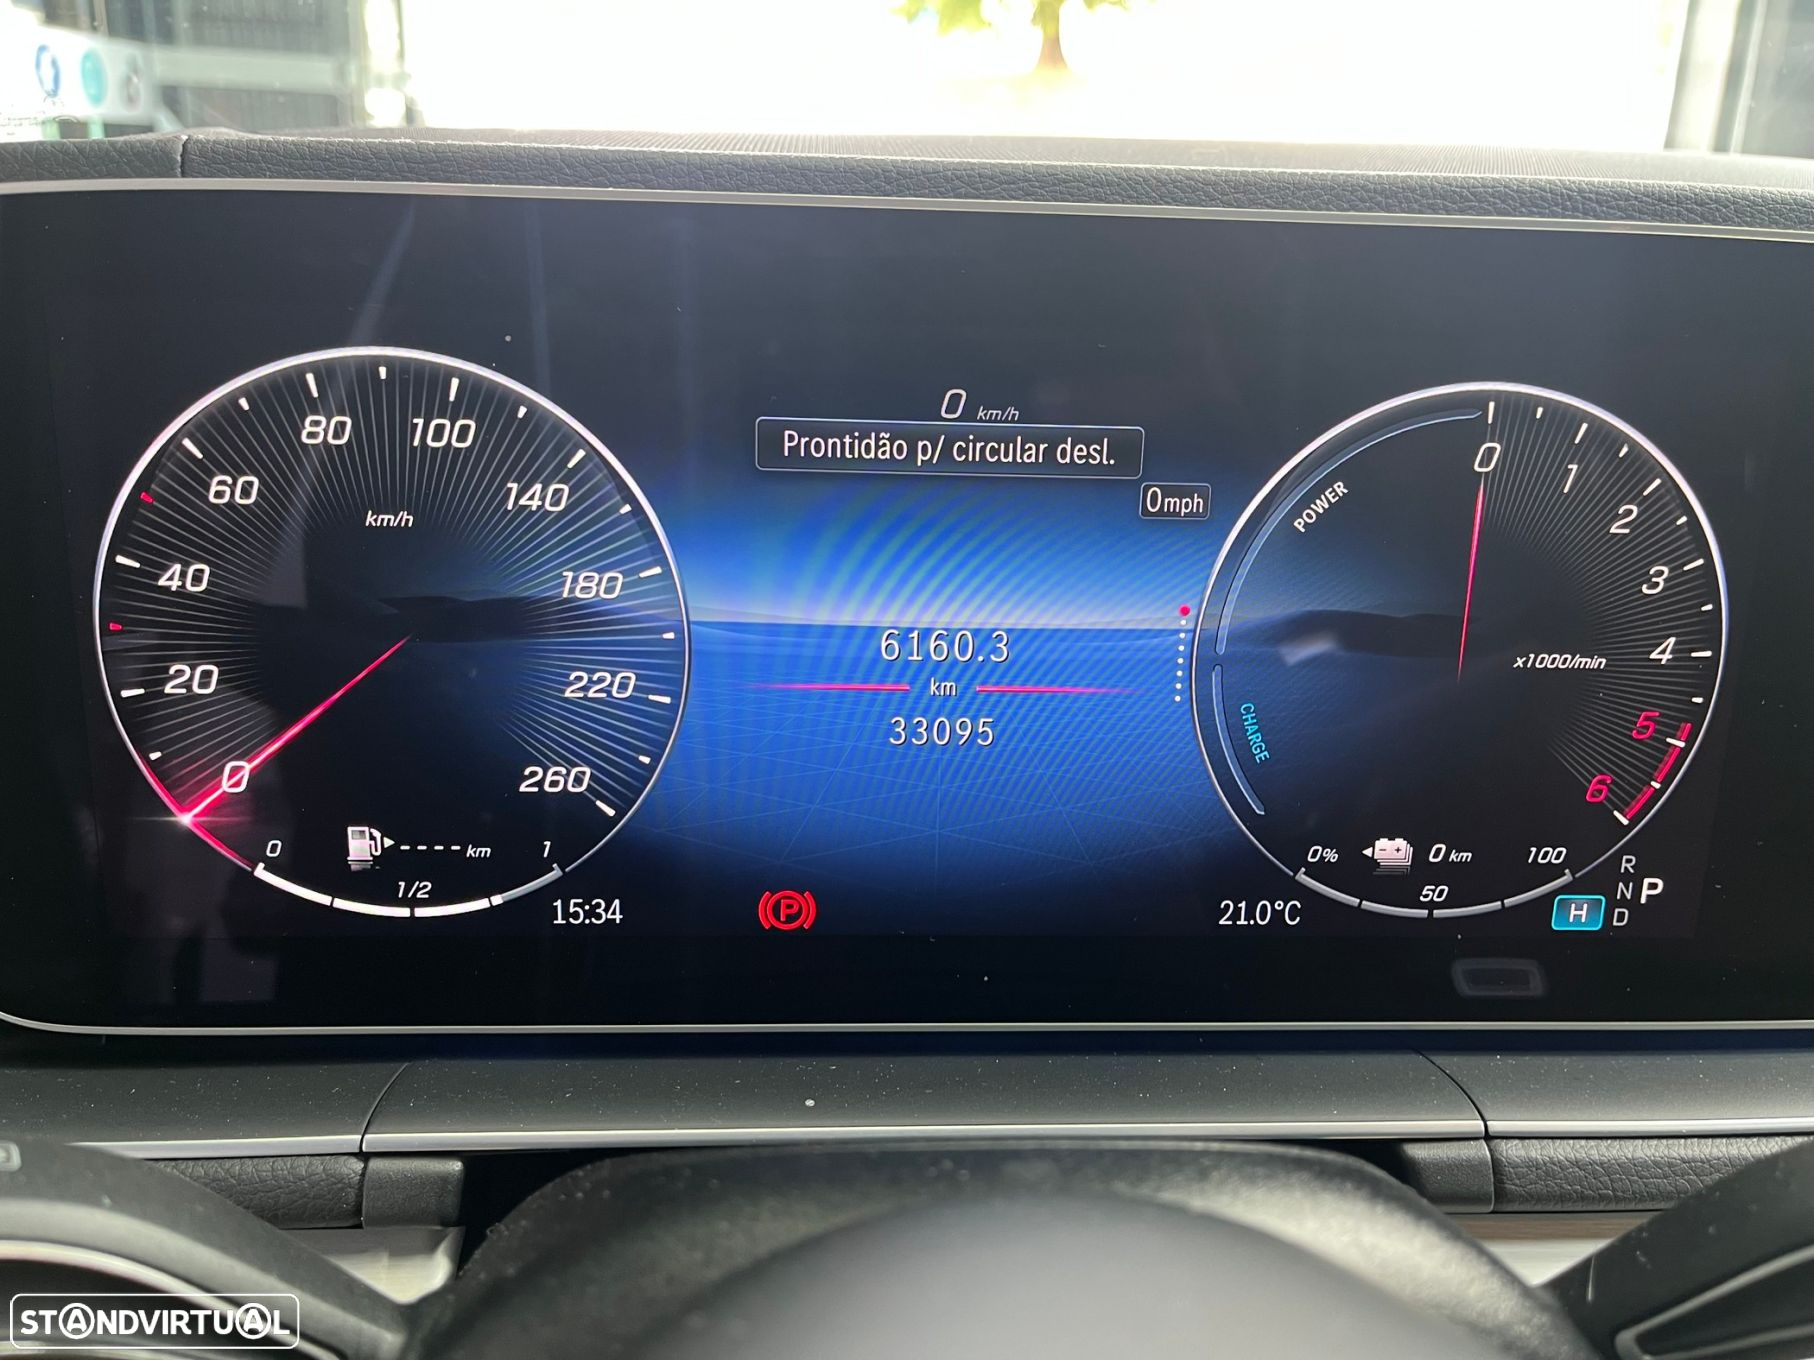 0 km/h
Prontidão p/ circular desl.
0mph
80
100
60
140
km/h
40
180
20
220
0
260
0
---- km
1
1/2
15:34
6160.3
km
33095
P
0
1
POWER
2
3
4
x1000/min
CHARGE
5
6
0%
0 km
100
50
21.0°C
H
R
N
D
P
STANDVIRTUAL